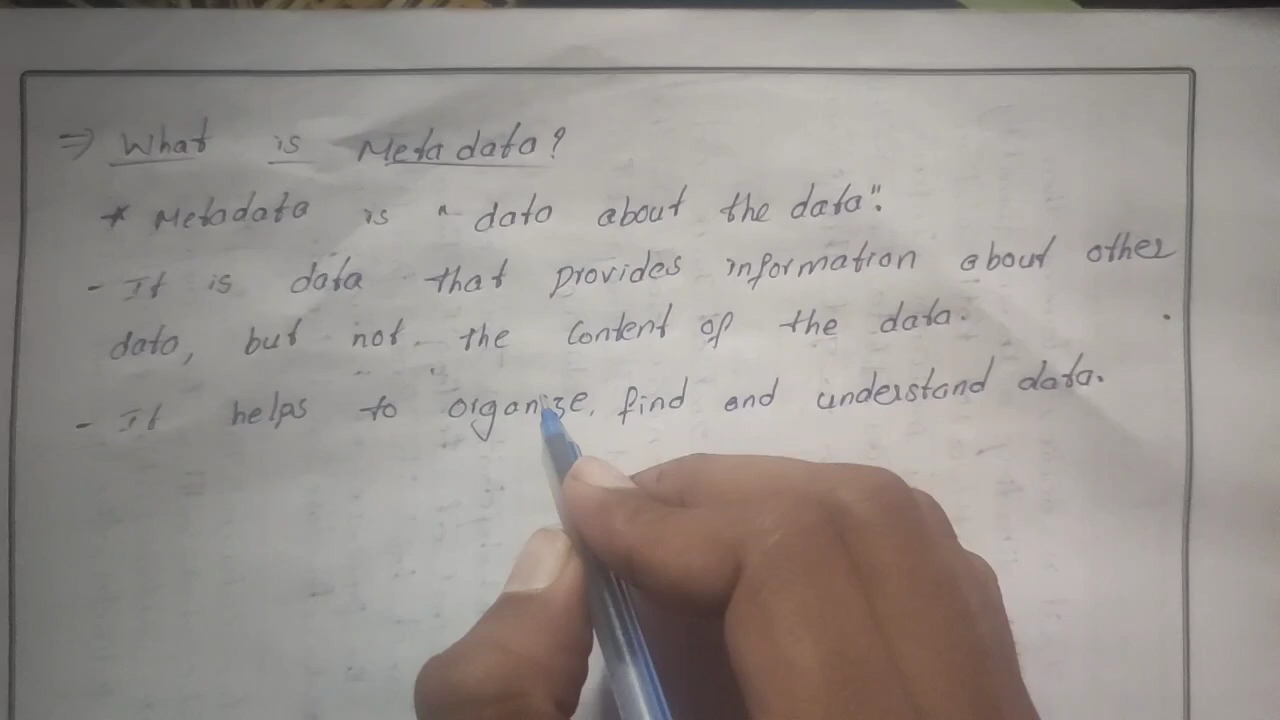 ⇒ What is Metadata?
* Metadata is " data about the data".
- It is data that provides information about other
data, but not the content of the data.
- It helps to organize, find and understand data.